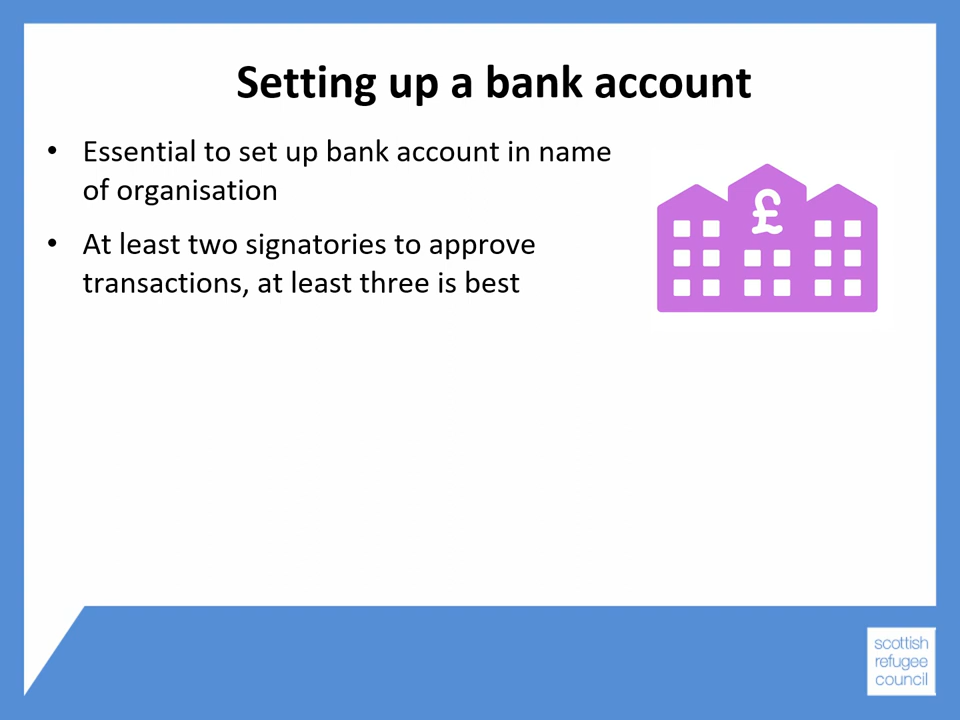 Setting up a bank account
• Essential to set up bank account in name
of organisation
• At least two signatories to approve
transactions, at least three is best
£
scottish
refugee
council